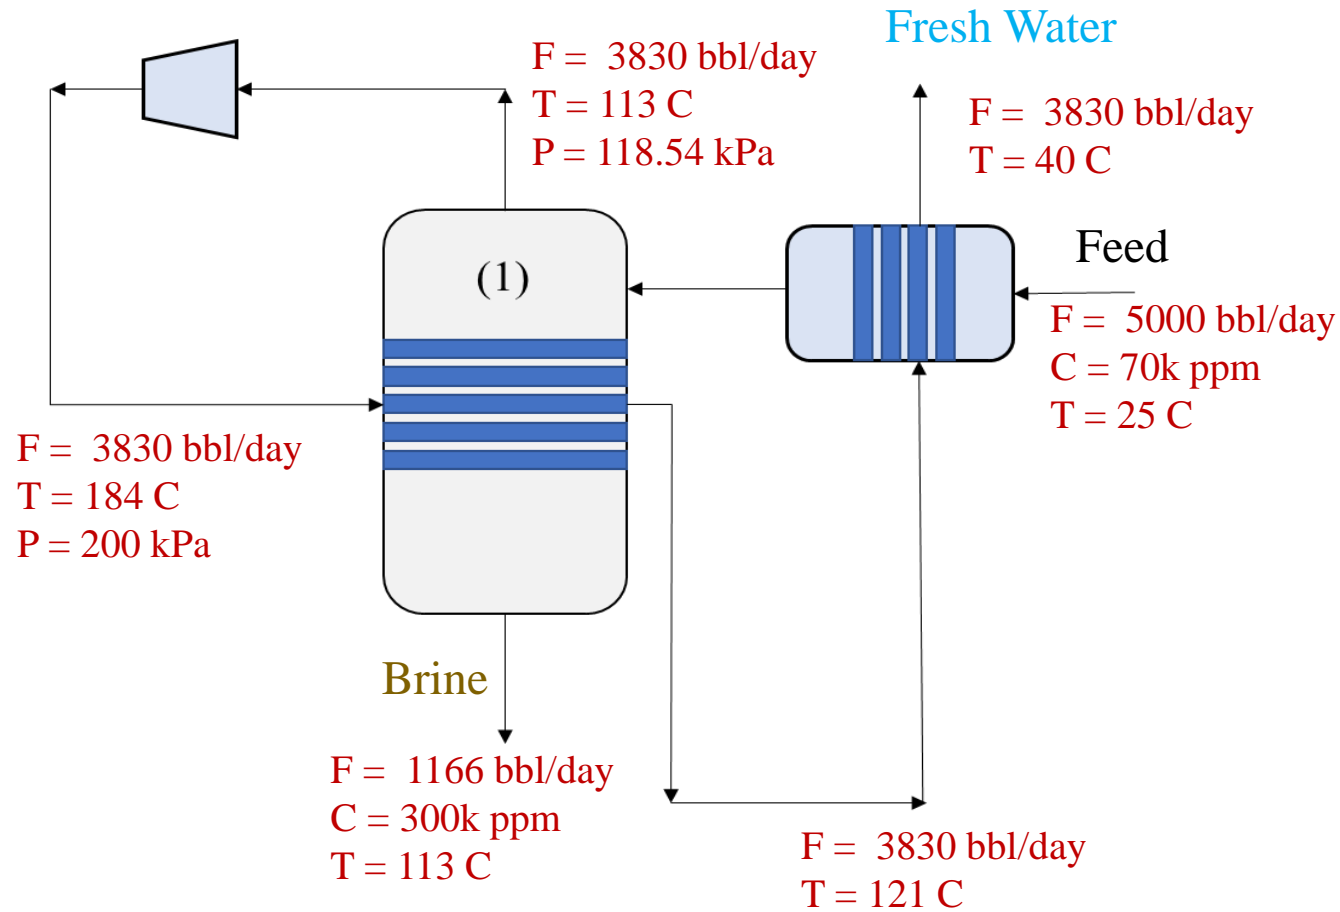 Fresh Water
F =  3830 bbl/day
T = 113 C
P = 118.54 kPa
F =  3830 bbl/day
T = 40 C
(1)
Feed
F =  5000 bbl/day
C = 70k ppm
T = 25 C
F =  3830 bbl/day
T = 184 C
P = 200 kPa
Brine
F =  1166 bbl/day
C = 300k ppm
T = 113 C
F =  3830 bbl/day
T = 121 C